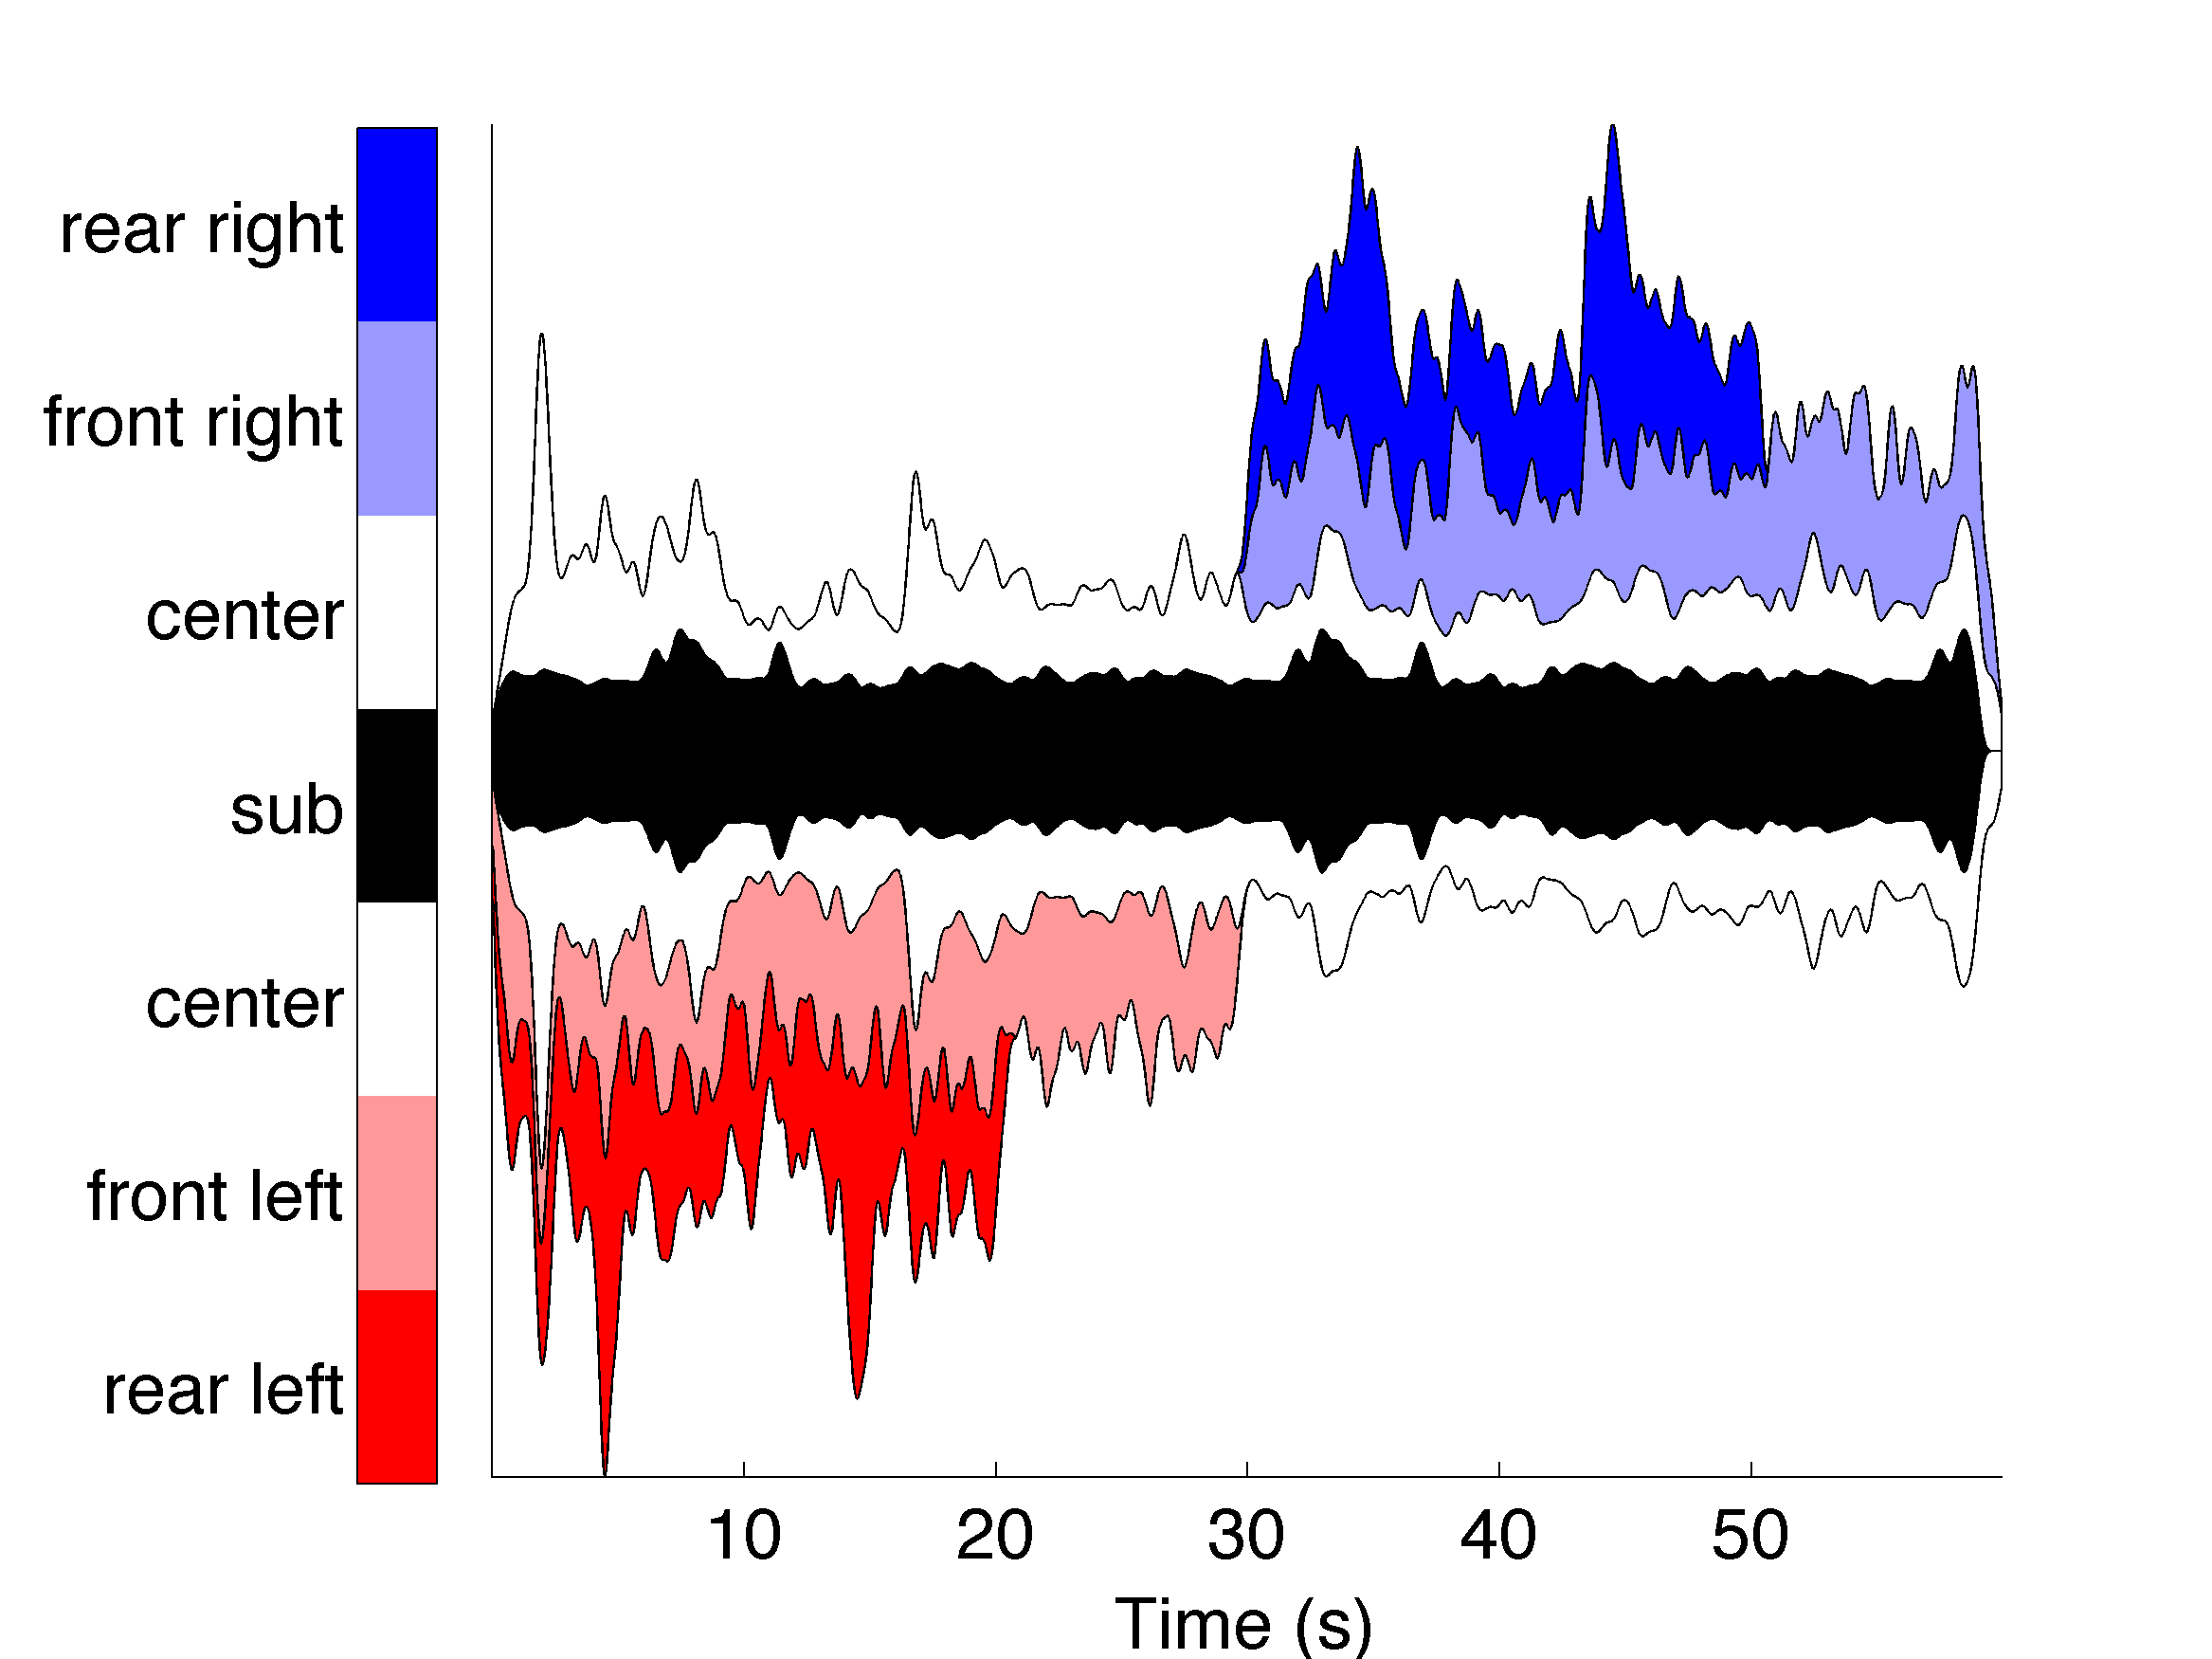 rear right
front right
center
sub
center
front left
rear left
10 20 30 40 50
Time (s)